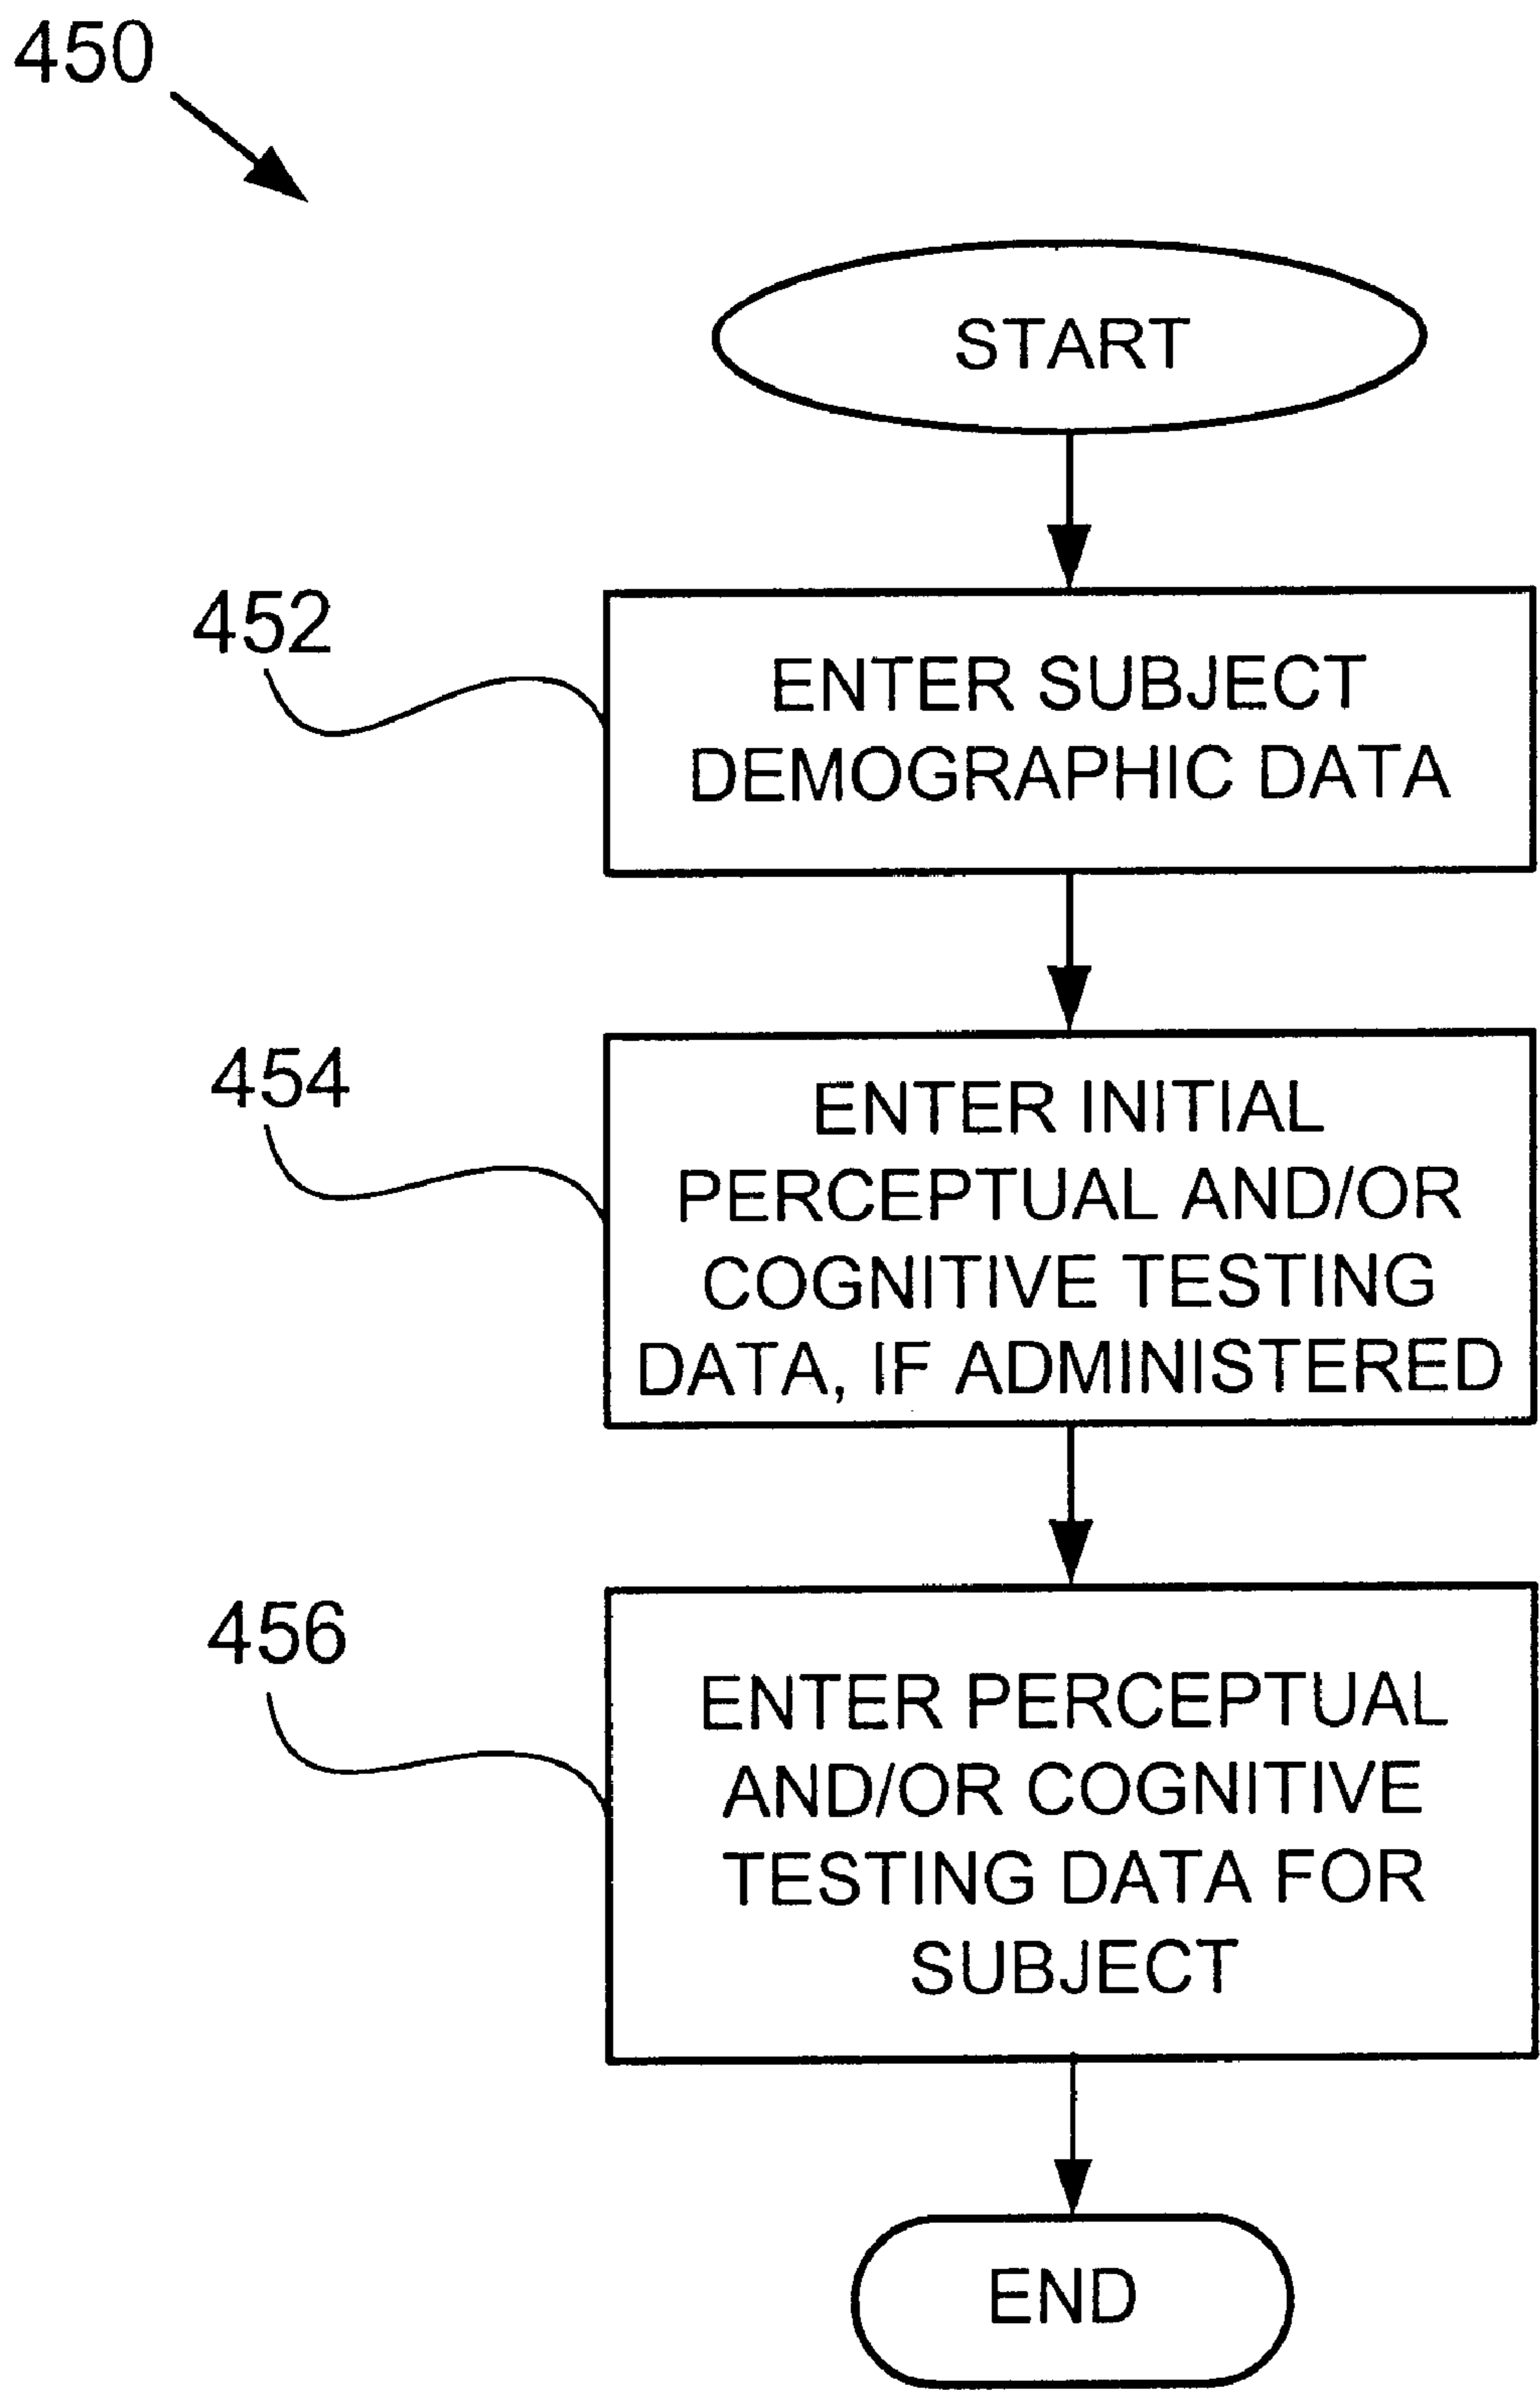 450
START
452
ENTER SUBJECT
DEMOGRAPHIC DATA
454
ENTER INITIAL
PERCEPTUAL AND/OR
COGNITIVE TESTING
DATA, IF ADMINISTERED
456
ENTER PERCEPTUAL
AND/OR COGNITIVE
TESTING DATA FOR
SUBJECT
END